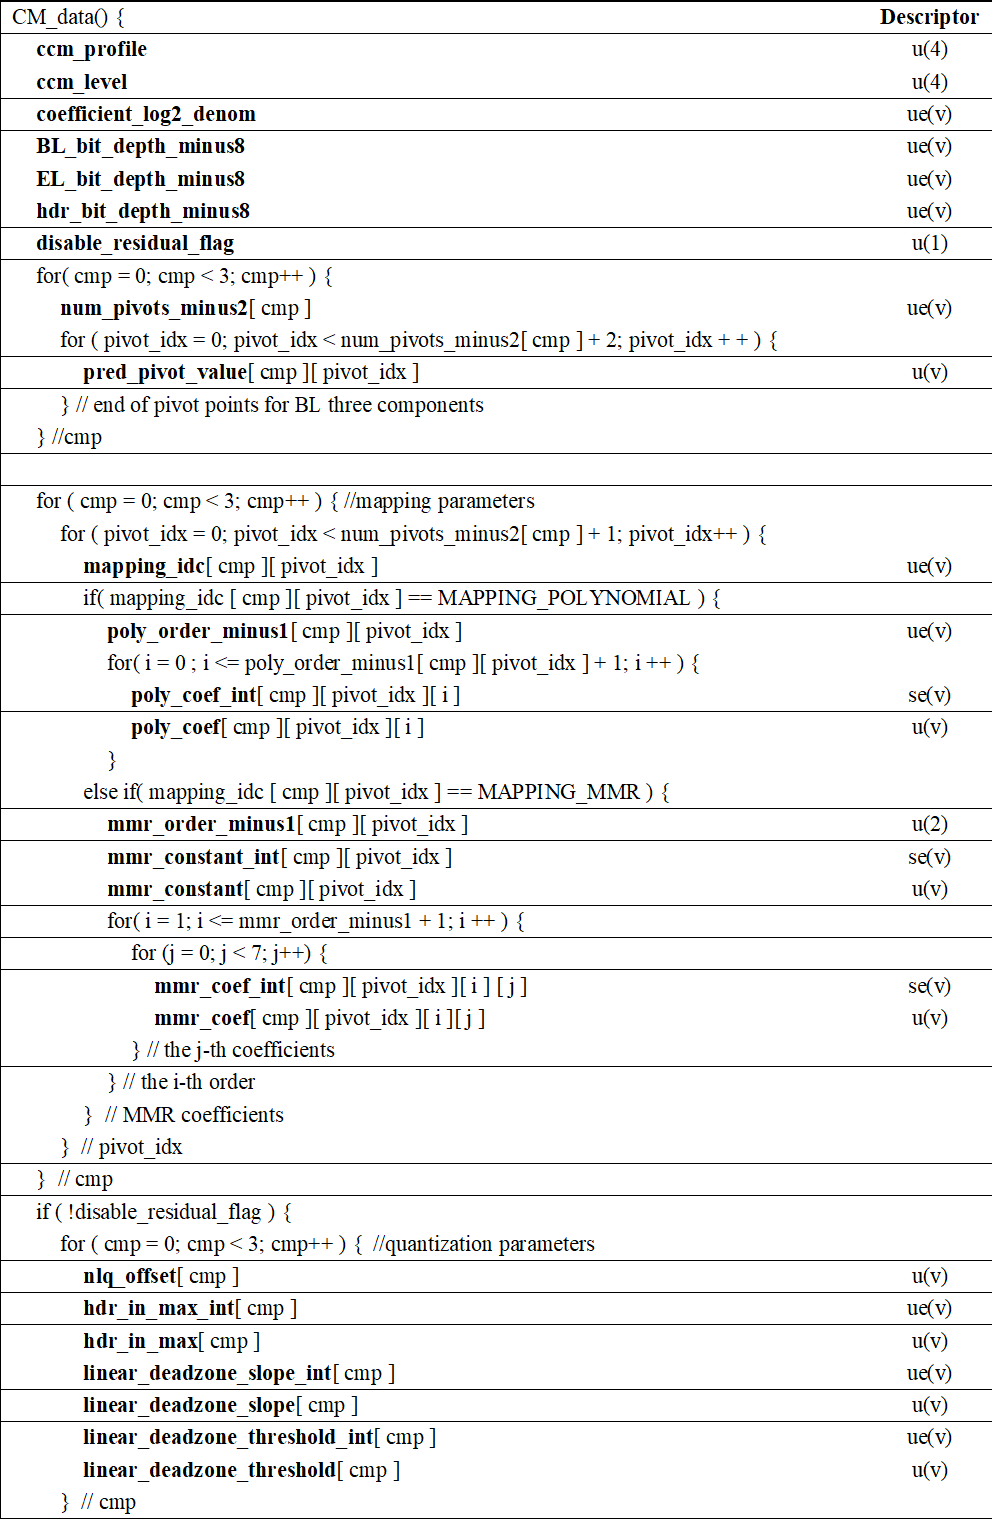 CM_data() { Descriptor
ccm_profile u(4)
ccm_level u(4)
coefficient_log2_denom ue(v)
BL_bit_depth_minus8 ue(v)
EL_bit_depth_minus8 ue(v)
hdr_bit_depth_minus8 ue(v)
disable_residual_flag u(1)
for( cmp = 0; cmp < 3; cmp++ ) {
num_pivots_minus2[ cmp ] ue(v)
for ( pivot_idx = 0; pivot_idx < num_pivots_minus2[ cmp ] + 2; pivot_idx + + ) {
pred_pivot_value[ cmp ][ pivot_idx ] u(v)
} // end of pivot points for BL three components
} //cmp
for ( cmp = 0; cmp < 3; cmp++ ) { //mapping parameters
for ( pivot_idx = 0; pivot_idx < num_pivots_minus2[ cmp ] + 1; pivot_idx++ ) {
mapping_idc[ cmp ][ pivot_idx ] ue(v)
if( mapping_idc [ cmp ][ pivot_idx ] == MAPPING_POLYNOMIAL ) {
poly_order_minus1[ cmp ][ pivot_idx ] ue(v)
for( i = 0 ; i <= poly_order_minus1[ cmp ][ pivot_idx ] + 1; i ++ ) {
poly_coef_int[ cmp ][ pivot_idx ][ i ] se(v)
poly_coef[ cmp ][ pivot_idx ][ i ] u(v)
}
else if( mapping_idc [ cmp ][ pivot_idx ] == MAPPING_MMR ) {
mmr_order_minus1[ cmp ][ pivot_idx ] u(2)
mmr_constant_int[ cmp ][ pivot_idx ] se(v)
mmr_constant[ cmp ][ pivot_idx ] u(v)
for( i = 1; i <= mmr_order_minus1 + 1; i ++ ) {
for (j = 0; j < 7; j++) {
mmr_coef_int[ cmp ][ pivot_idx ][ i ] [ j ] se(v)
mmr_coef[ cmp ][ pivot_idx ][ i ][ j ] u(v)
} // the j-th coefficients
} // the i-th order
} // MMR coefficients
} // pivot_idx
} // cmp
if ( !disable_residual_flag ) {
for ( cmp = 0; cmp < 3; cmp++ ) { //quantization parameters
nlq_offset[ cmp ] u(v)
hdr_in_max_int[ cmp ] ue(v)
hdr_in_max[ cmp ] u(v)
linear_deadzone_slope_int[ cmp ] ue(v)
linear_deadzone_slope[ cmp ] u(v)
linear_deadzone_threshold_int[ cmp ] ue(v)
linear_deadzone_threshold[ cmp ] u(v)
} // cmp